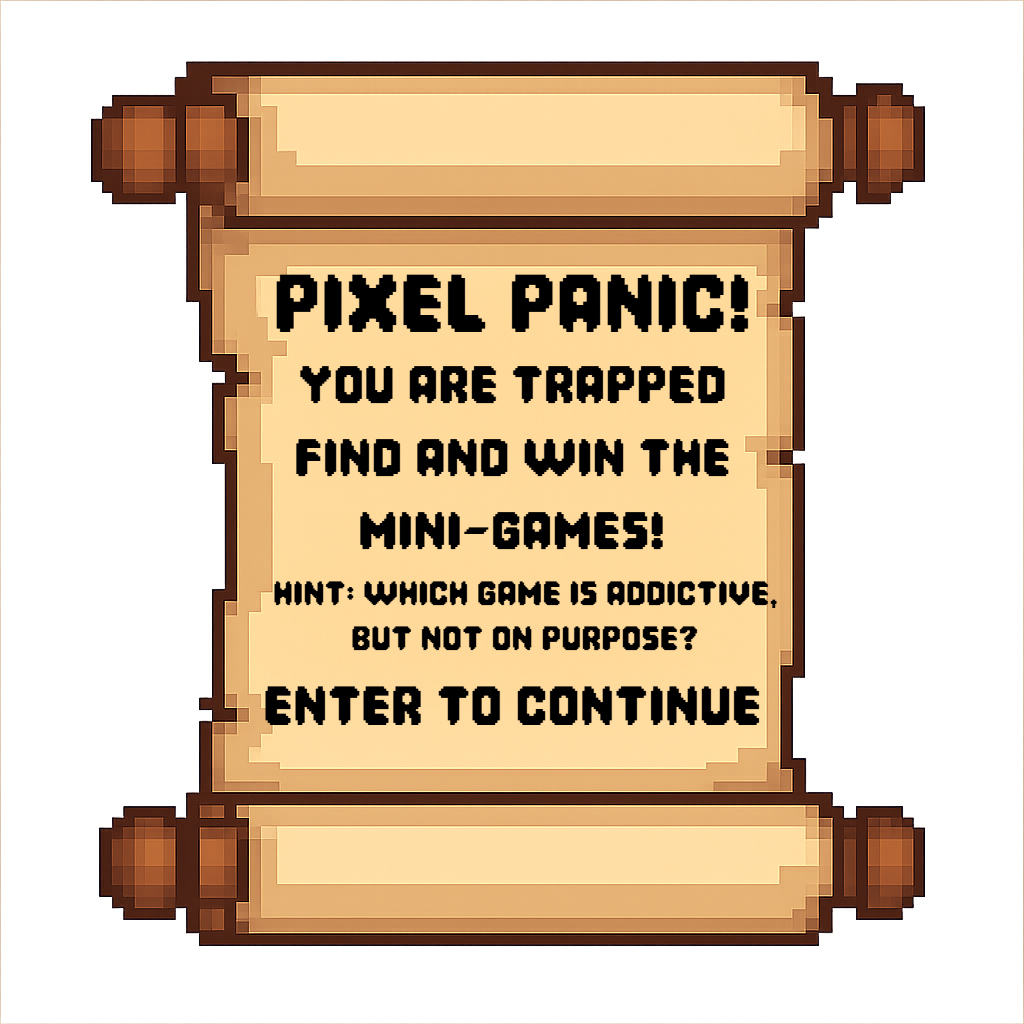 PIXEL PANIC!
YOU ARE TRAPPED
FIND AND WIN THE
MINI-GAMES!
HINT: WHICH GAME IS ADDICTIVE,
BUT NOT ON PURPOSE?
ENTER TO CONTINUE